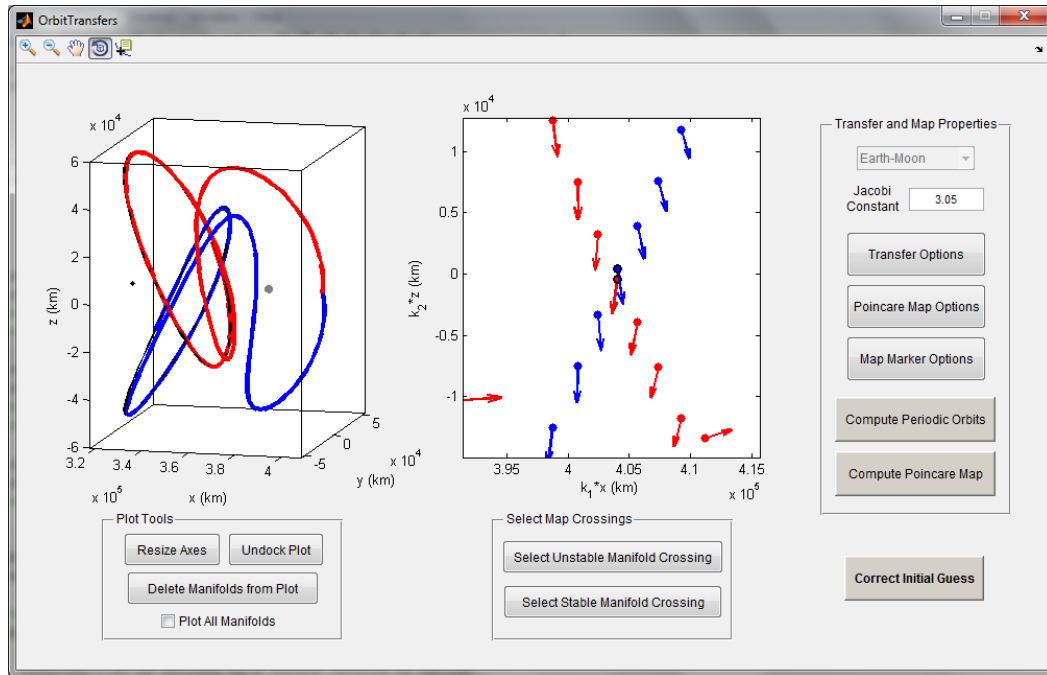 OrbitTransfers
x 10^4
6
4
2
0
-2
-4
-6
z (km)
3.2
3.4
3.6
3.8
4
x 10^5
x (km)
-5
0
5
x 10^4
y (km)
x 10^4
1
0.5
0
-0.5
-1
k_2*z (km)
3.95
4
4.05
4.1
4.15
k_1*x (km)
x 10^5
Transfer and Map Properties
Earth-Moon
Jacobi
Constant
3.05
Transfer Options
Poincare Map Options
Map Marker Options
Compute Periodic Orbits
Compute Poincare Map
Plot Tools
Resize Axes
Undock Plot
Delete Manifolds from Plot
Plot All Manifolds
Select Map Crossings
Select Unstable Manifold Crossing
Select Stable Manifold Crossing
Correct Initial Guess